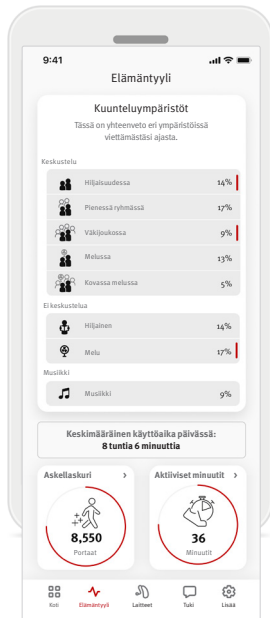 9:41
Elämäntyyli
Kuunteluympäristöt
Tässä on yhteenveto eri ympäristöissä
viettämästäsi ajasta.
Keskustelu
Hiljaisuudessa 14%
Pienessä ryhmässä 17%
Väkijoukossa 9%
Melussa 13%
Kovassa melussa 5%
Ei keskustelua
Hiljainen 14%
Melu 17%
Musiikki
Musiikki 9%
Keskimääräinen käyttöaika päivässä:
8 tuntia 6 minuuttia
Askellaskuri > Aktiiviset minuutit >
8,550 36
Portaat Minuutit
Koti Elämäntyyli Laitteet Tuki Lisää